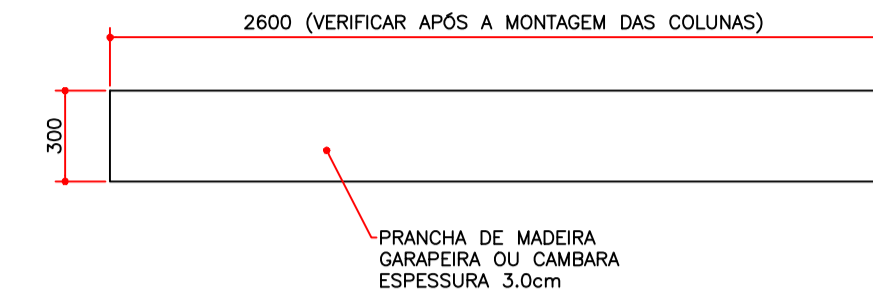 2600 (VERIFICAR APÓS A MONTAGEM DAS COLUNAS)
300
PRANCHA DE MADEIRA
GARAPEIRA OU CAMBARA
ESPESSURA 3.0cm